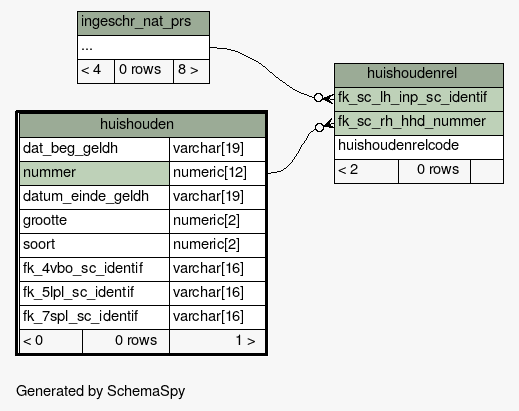 ingeschr_nat_prs
...
< 4 0 rows 8 >
huishoudenrel
fk_sc_lh_inp_sc_identif
fk_sc_rh_hhd_nummer
huishoudenrelcode
< 2 0 rows
huishouden
dat_beg_geldh varchar[19]
nummer numeric[12]
datum_einde_geldh varchar[19]
grootte numeric[2]
soort numeric[2]
fk_4vbo_sc_identif varchar[16]
fk_5lpl_sc_identif varchar[16]
fk_7spl_sc_identif varchar[16]
< 0 0 rows 1 >
Generated by SchemaSpy